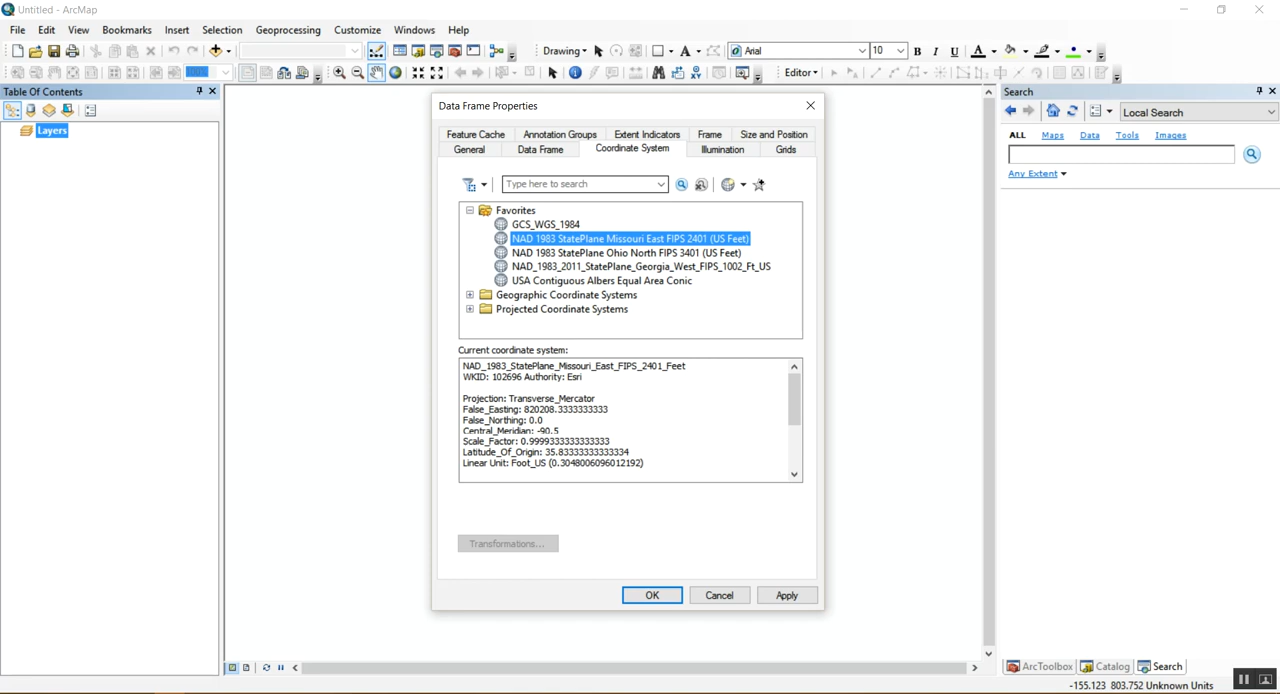 Untitled - ArcMap
File Edit View Bookmarks Insert Selection Geoprocessing Customize Windows Help
Drawing A Arial 10 B I U A
100% Editor
Table Of Contents
Layers
Data Frame Properties
Feature Cache Annotation Groups Extent Indicators Frame Size and Position
General Data Frame Coordinate System Illumination Grids
Type here to search
Favorites
GCS_WGS_1984
NAD 1983 StatePlane Missouri East FIPS 2401 (US Feet)
NAD 1983 StatePlane Ohio North FIPS 3401 (US Feet)
NAD_1983_2011_StatePlane_Georgia_West_FIPS_1002_Ft_US
USA Contiguous Albers Equal Area Conic
Geographic Coordinate Systems
Projected Coordinate Systems
Current coordinate system:
NAD_1983_StatePlane_Missouri_East_FIPS_2401_Feet
WKID: 102696 Authority: Esri
Projection: Transverse_Mercator
False_Easting: 820208.3333333333
False_Northing: 0.0
Central_Meridian: -90.5
Scale_Factor: 0.9999333333333333
Latitude_Of_Origin: 35.83333333333334
Linear Unit: Foot_US (0.3048006096012192)
Transformations...
OK Cancel Apply
Search
Local Search
ALL Maps Data Tools Images
Any Extent
ArcToolbox Catalog Search
-155.123 803.752 Unknown Units